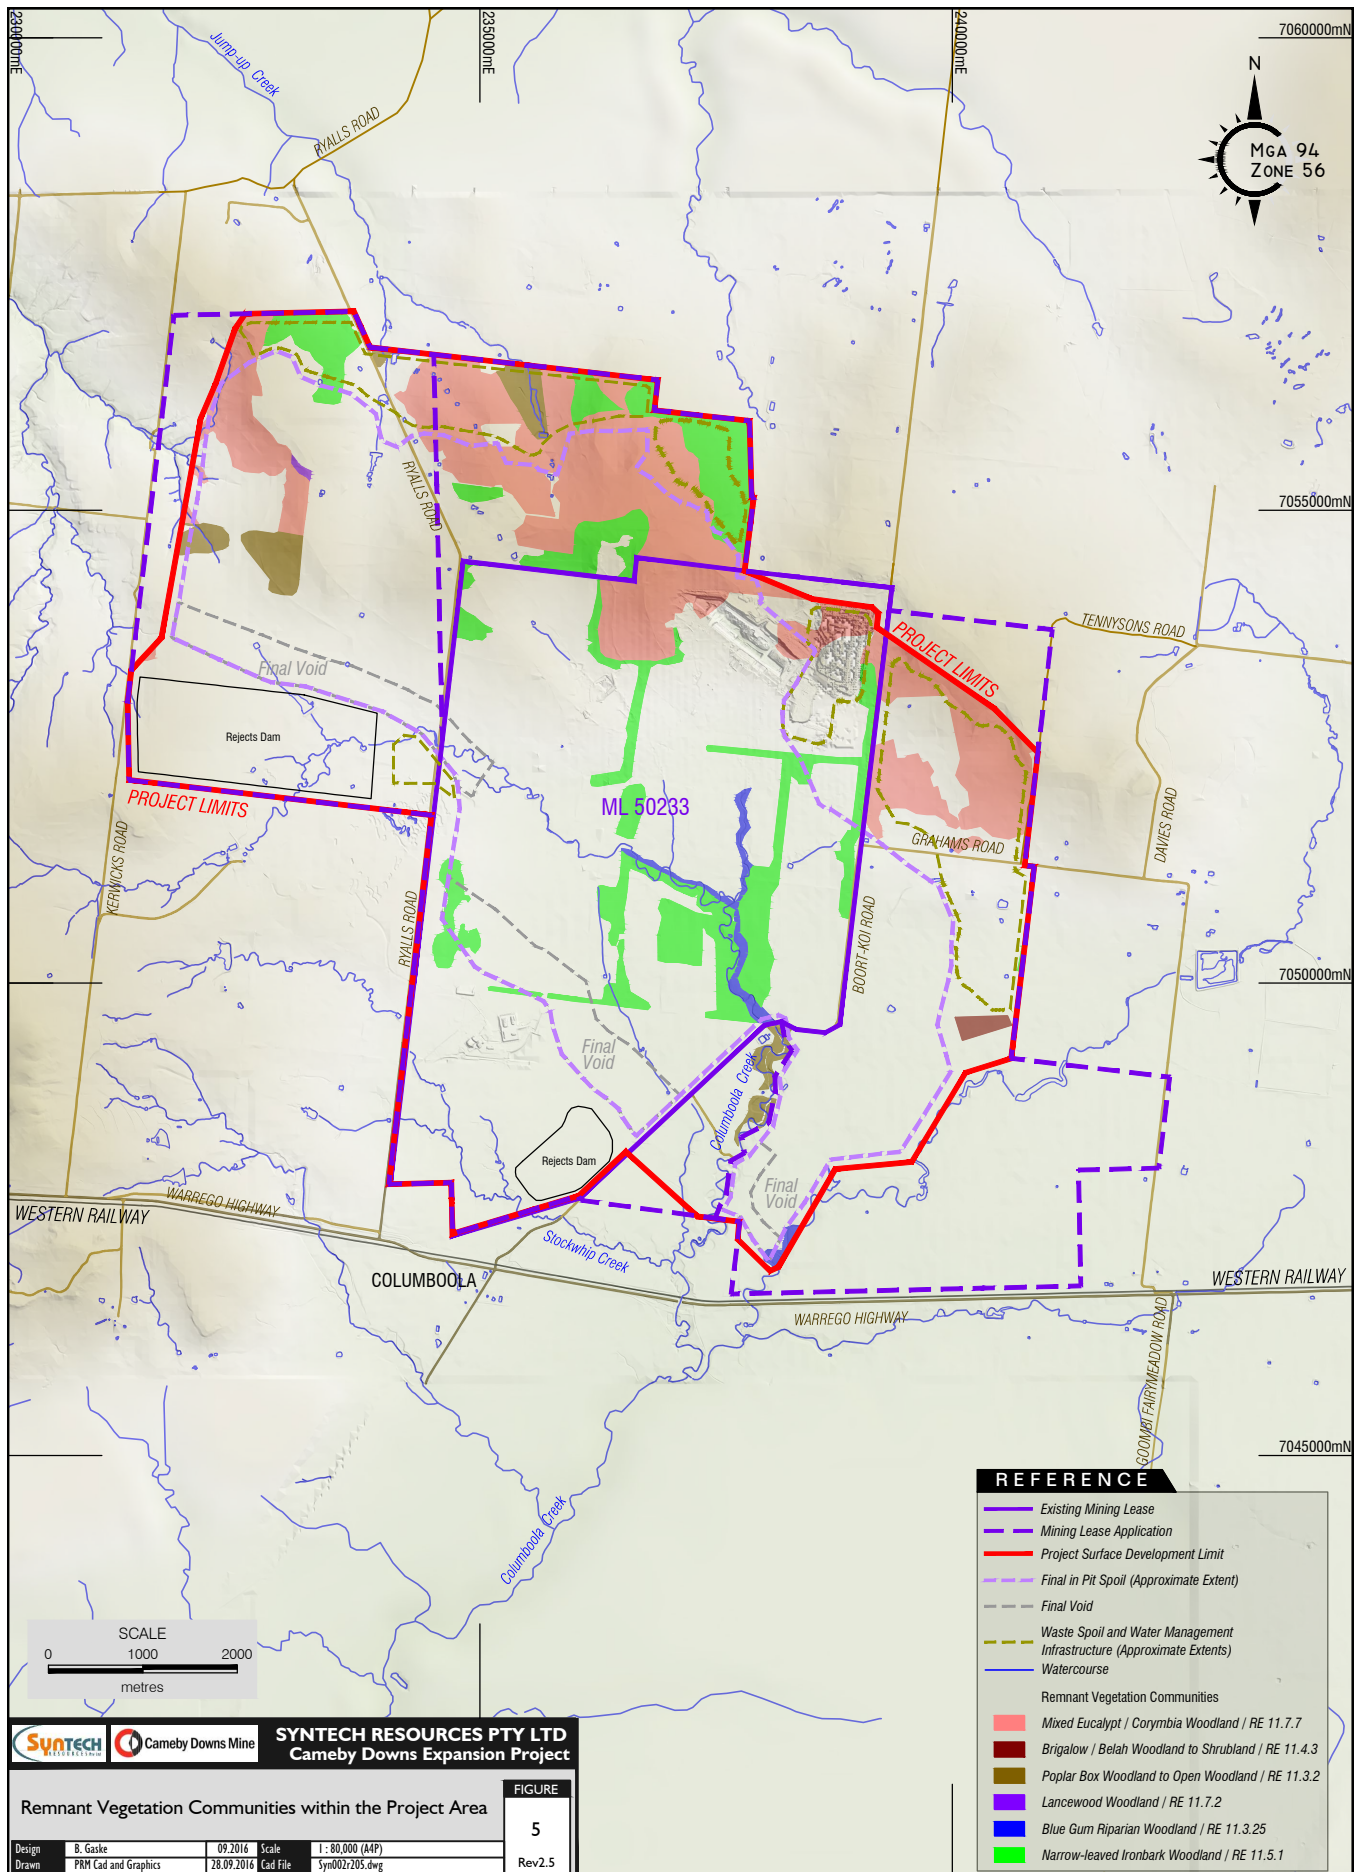 230000mE
235000mE
240000mE
7060000mN
N
MGA 94
ZONE 56
Jump-up Creek
RYALLS ROAD
RYALLS ROAD
7055000mN
TENNYSONS ROAD
PROJECT LIMITS
Final Void
Rejects Dam
PROJECT LIMITS
ML 50233
KERWICKS ROAD
GRAHAMS ROAD
DAVIES ROAD
RYALLS ROAD
BOORT-KOI ROAD
7050000mN
Final
Void
Columboola Creek
Rejects Dam
Final
Void
WARREGO HIGHWAY
WESTERN RAILWAY
Stockwhip Creek
COLUMBOOLA
WESTERN RAILWAY
WARREGO HIGHWAY
GOOMBI FAIRYMEADOW ROAD
7045000mN
Columboola Creek
REFERENCE
Existing Mining Lease
Mining Lease Application
Project Surface Development Limit
Final in Pit Spoil (Approximate Extent)
Final Void
Waste Spoil and Water Management
Infrastructure (Approximate Extents)
Watercourse
Remnant Vegetation Communities
Mixed Eucalypt / Corymbia Woodland / RE 11.7.7
Brigalow / Belah Woodland to Shrubland / RE 11.4.3
Poplar Box Woodland to Open Woodland / RE 11.3.2
Lancewood Woodland / RE 11.7.2
Blue Gum Riparian Woodland / RE 11.3.25
Narrow-leaved Ironbark Woodland / RE 11.5.1
SCALE
0 1000 2000
metres
SYNTECH
RESOURCES Pty Ltd
Cameby Downs Mine
SYNTECH RESOURCES PTY LTD
Cameby Downs Expansion Project
Remnant Vegetation Communities within the Project Area
FIGURE
5
Rev2.5
Design B. Gaske 09.2016 Scale 1 : 80,000 (A4P)
Drawn PRM Cad and Graphics 28.09.2016 Cad File Syn002r205.dwg